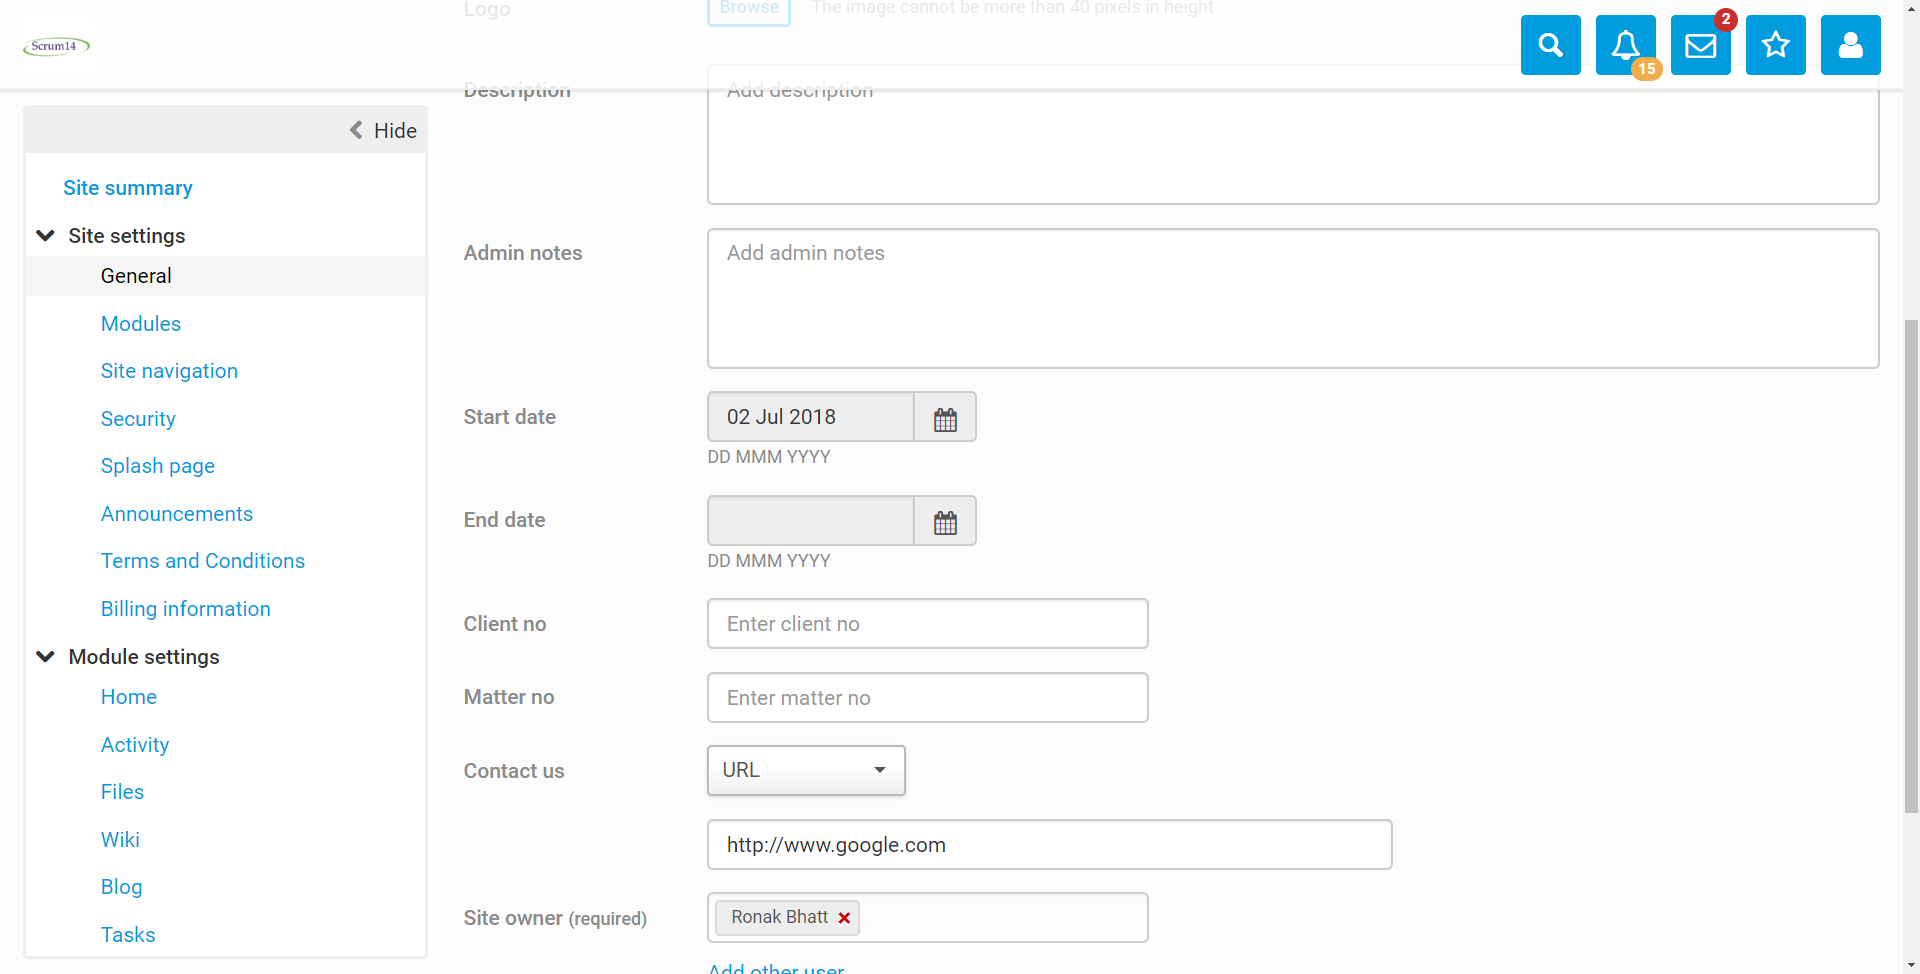 Logo
Browse
The image cannot be more than 40 pixels in height
Scrum14
15
2
Description
Add description
Hide
Site summary
Site settings
General
Modules
Site navigation
Security
Splash page
Announcements
Terms and Conditions
Billing information
Module settings
Home
Activity
Files
Wiki
Blog
Tasks
Admin notes
Add admin notes
Start date
02 Jul 2018
DD MMM YYYY
End date
DD MMM YYYY
Client no
Enter client no
Matter no
Enter matter no
Contact us
URL
http://www.google.com
Site owner (required)
Ronak Bhatt
Add other user